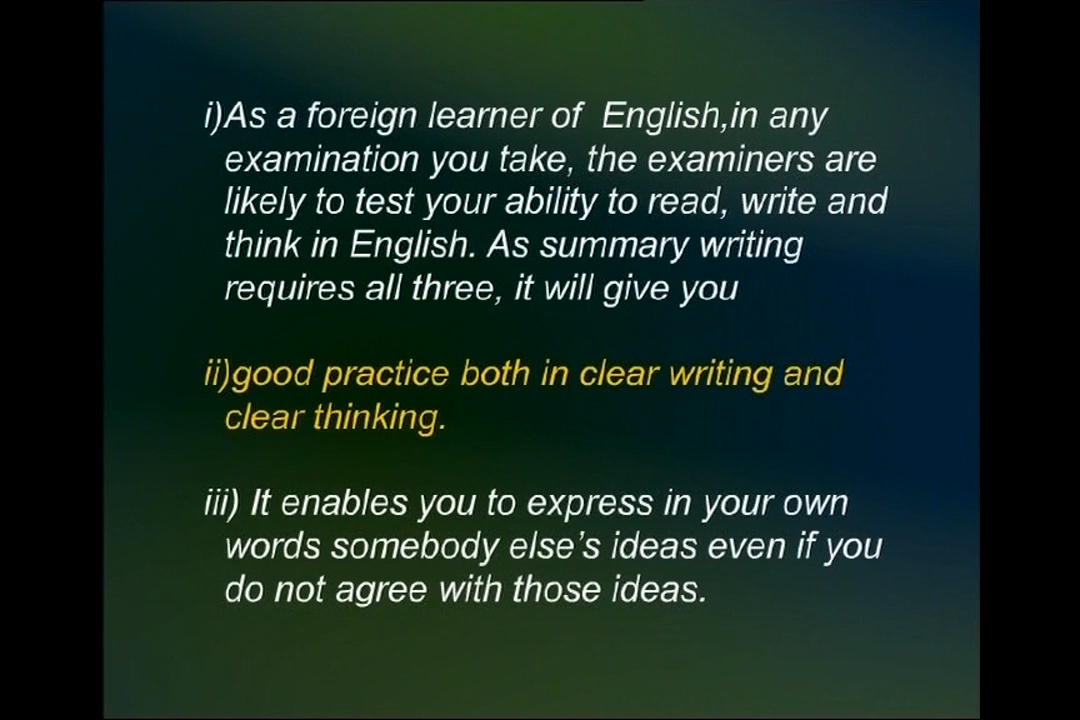 i)As a foreign learner of English,in any
examination you take, the examiners are
likely to test your ability to read, write and
think in English. As summary writing
requires all three, it will give you
ii)good practice both in clear writing and
clear thinking.
iii) It enables you to express in your own
words somebody else’s ideas even if you
do not agree with those ideas.